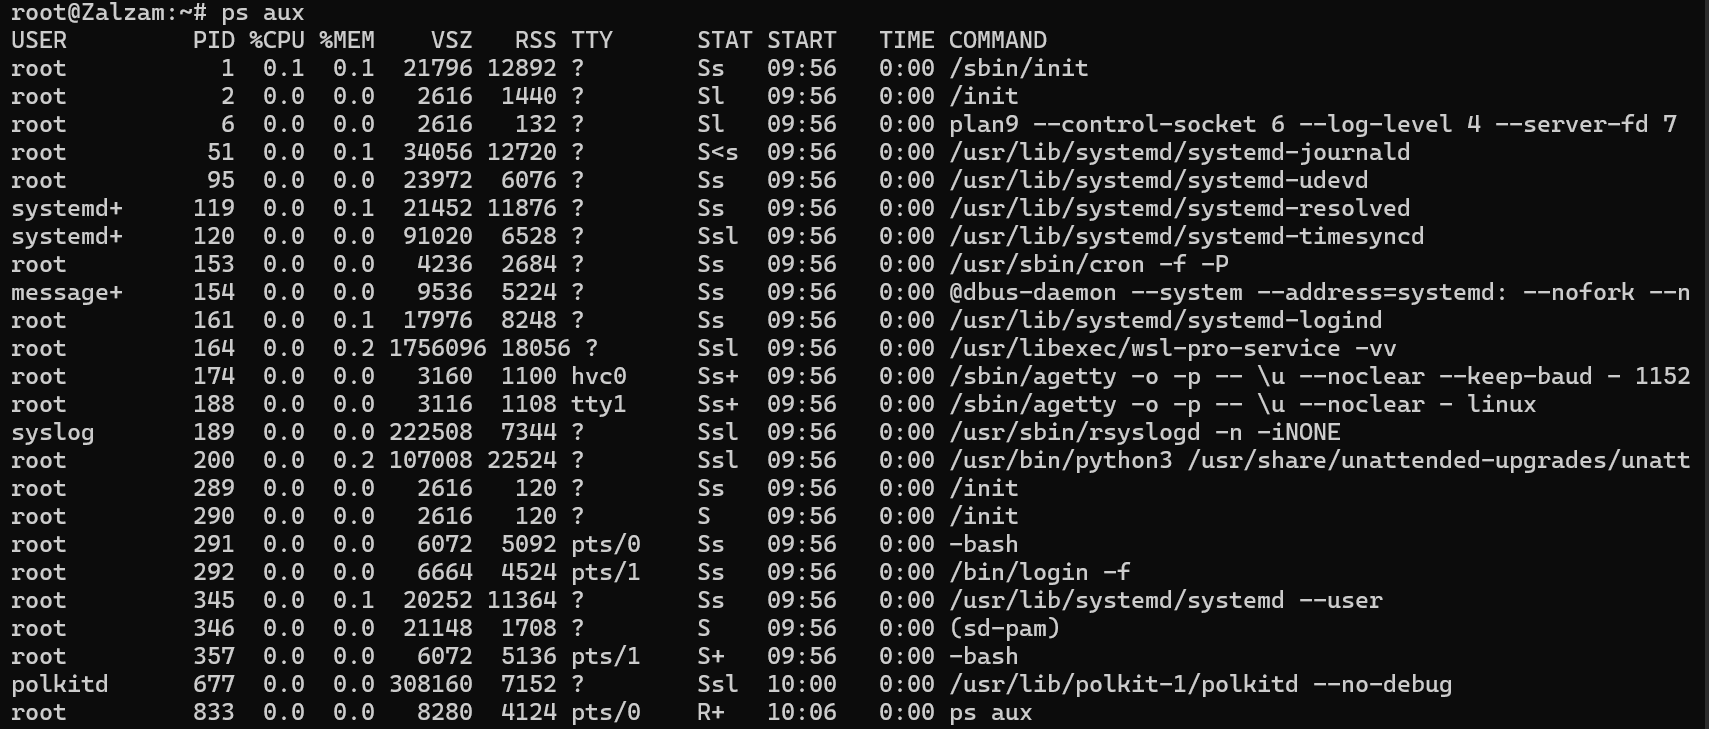 root@Zalzam:~# ps aux
USER         PID %CPU %MEM    VSZ   RSS TTY      STAT START   TIME COMMAND
root           1  0.1  0.1  21796 12892 ?        Ss   09:56   0:00 /sbin/init
root           2  0.0  0.0   2616  1440 ?        Sl   09:56   0:00 /init
root           6  0.0  0.0   2616   132 ?        Sl   09:56   0:00 plan9 --control-socket 6 --log-level 4 --server-fd 7
root          51  0.0  0.1  34056 12720 ?        S<s  09:56   0:00 /usr/lib/systemd/systemd-journald
root          95  0.0  0.0  23972  6076 ?        Ss   09:56   0:00 /usr/lib/systemd/systemd-udevd
systemd+     119  0.0  0.1  21452 11876 ?        Ss   09:56   0:00 /usr/lib/systemd/systemd-resolved
systemd+     120  0.0  0.0  91020  6528 ?        Ssl  09:56   0:00 /usr/lib/systemd/systemd-timesyncd
root         153  0.0  0.0   4236  2684 ?        Ss   09:56   0:00 /usr/sbin/cron -f -P
message+     154  0.0  0.0   9536  5224 ?        Ss   09:56   0:00 @dbus-daemon --system --address=systemd: --nofork --n
root         161  0.0  0.1  17976  8248 ?        Ss   09:56   0:00 /usr/lib/systemd/systemd-logind
root         164  0.0  0.2 1756096 18056 ?       Ssl  09:56   0:00 /usr/libexec/wsl-pro-service -vv
root         174  0.0  0.0   3160  1100 hvc0     Ss+  09:56   0:00 /sbin/agetty -o -p -- \u --noclear --keep-baud - 1152
root         188  0.0  0.0   3116  1108 tty1     Ss+  09:56   0:00 /sbin/agetty -o -p -- \u --noclear - linux
syslog       189  0.0  0.0 222508  7344 ?        Ssl  09:56   0:00 /usr/sbin/rsyslogd -n -iNONE
root         200  0.0  0.2 107008 22524 ?        Ssl  09:56   0:00 /usr/bin/python3 /usr/share/unattended-upgrades/unatt
root         289  0.0  0.0   2616   120 ?        Ss   09:56   0:00 /init
root         290  0.0  0.0   2616   120 ?        S    09:56   0:00 /init
root         291  0.0  0.0   6072  5092 pts/0    Ss   09:56   0:00 -bash
root         292  0.0  0.0   6664  4524 pts/1    Ss   09:56   0:00 /bin/login -f
root         345  0.0  0.1  20252 11364 ?        Ss   09:56   0:00 /usr/lib/systemd/systemd --user
root         346  0.0  0.0  21148  1708 ?        S    09:56   0:00 (sd-pam)
root         357  0.0  0.0   6072  5136 pts/1    S+   09:56   0:00 -bash
polkitd      677  0.0  0.0 308160  7152 ?        Ssl  10:00   0:00 /usr/lib/polkit-1/polkitd --no-debug
root         833  0.0  0.0   8280  4124 pts/0    R+   10:06   0:00 ps aux